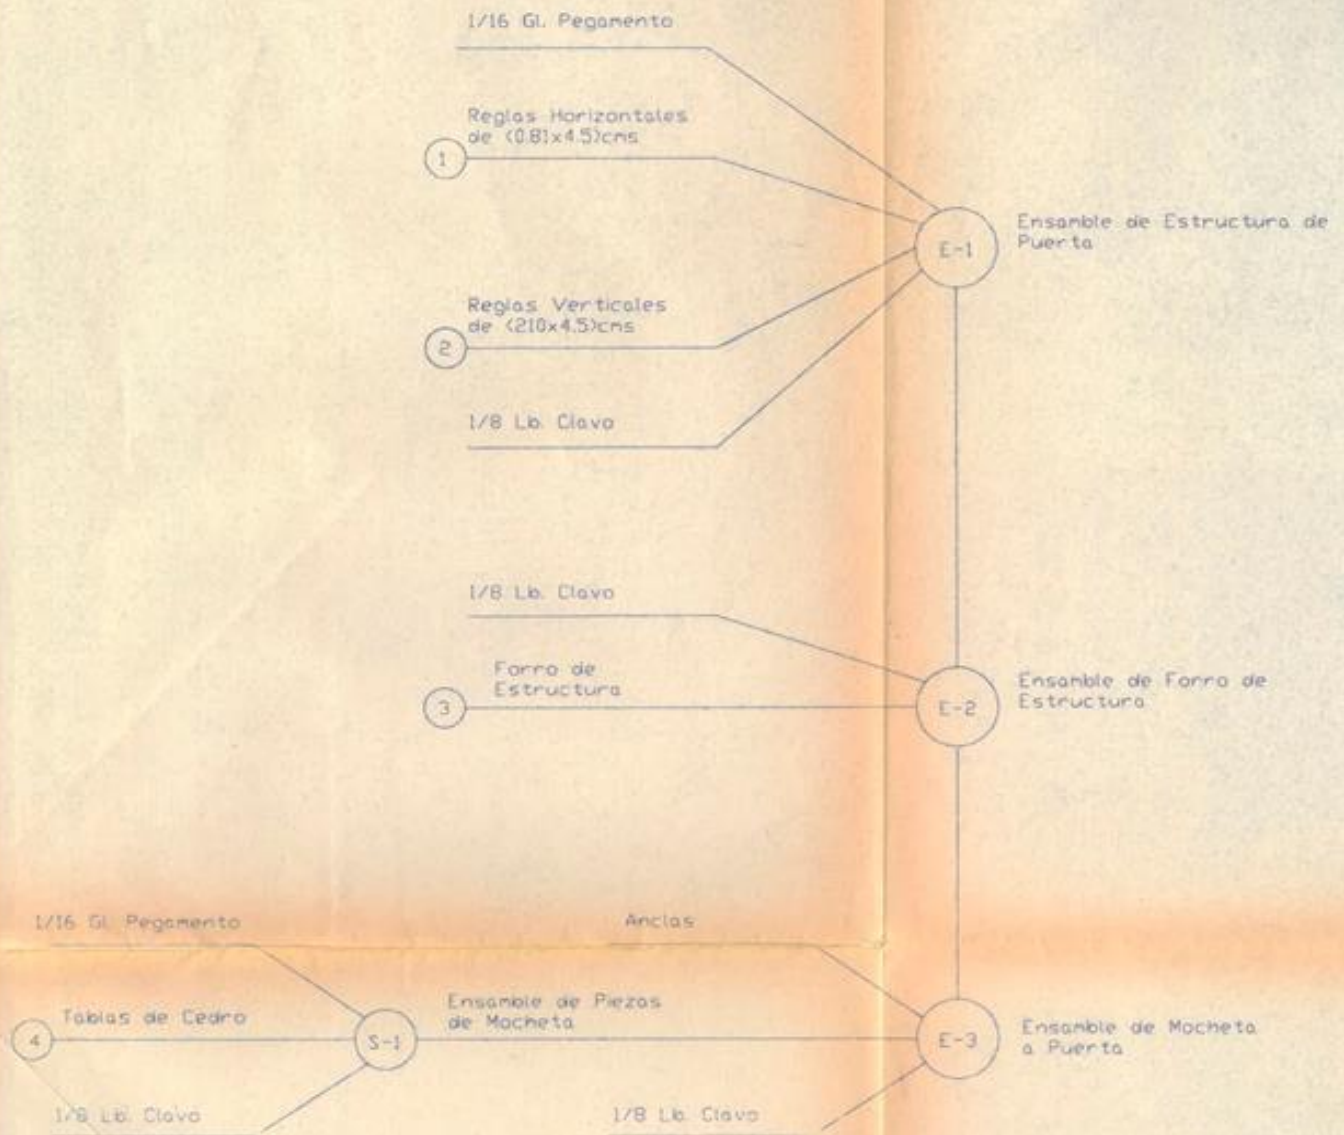 1/16 Gl. Pegamento
Reglas Horizontales
de (0.81x4.5)cms
1
E-1
Ensamble de Estructura de
Puerta
Reglas Verticales
de (210x4.5)cms
2
1/8 Lb. Clavo
1/8 Lb. Clavo
Forro de
Estructura
3
E-2
Ensamble de Forro de
Estructura
1/16 Gl. Pegamento
Anclas
Tablas de Cedro
4
S-1
Ensamble de Piezas
de Mocheta
E-3
Ensamble de Mocheta
a Puerta
1/8 Lb. Clavo
1/8 Lb. Clavo